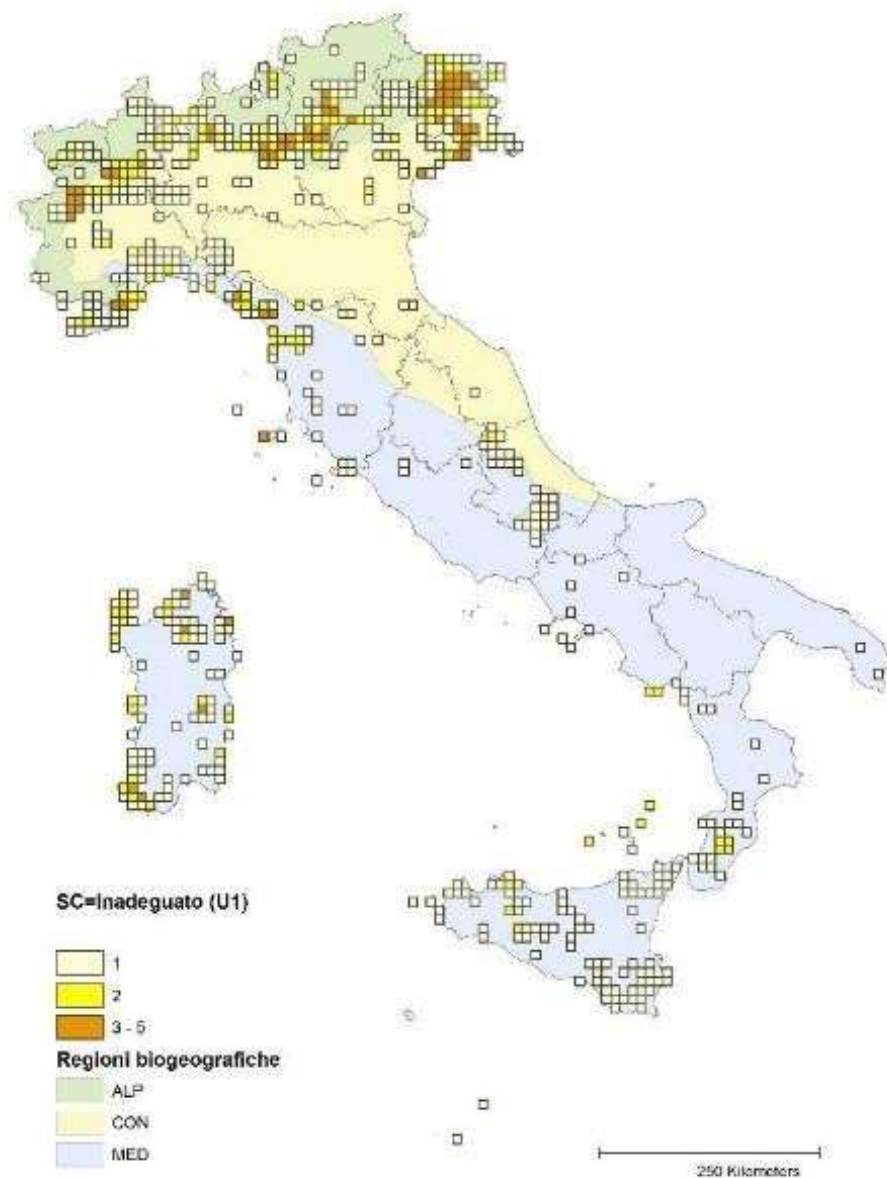 SC=Inadeguato (U1)
1
2
3 - 5
Regioni biogeografiche
ALP
CON
MED
250 Kilometers